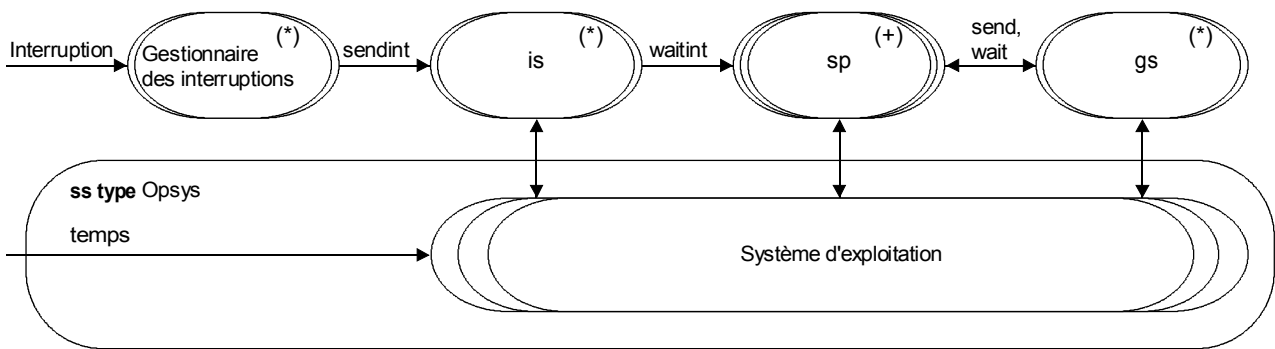 Interruption
Gestionnaire
des interruptions
(*)
sendint
is
(*)
waitint
sp
(+)
send,
wait
gs
(*)
ss type Opsys
temps
Système d'exploitation